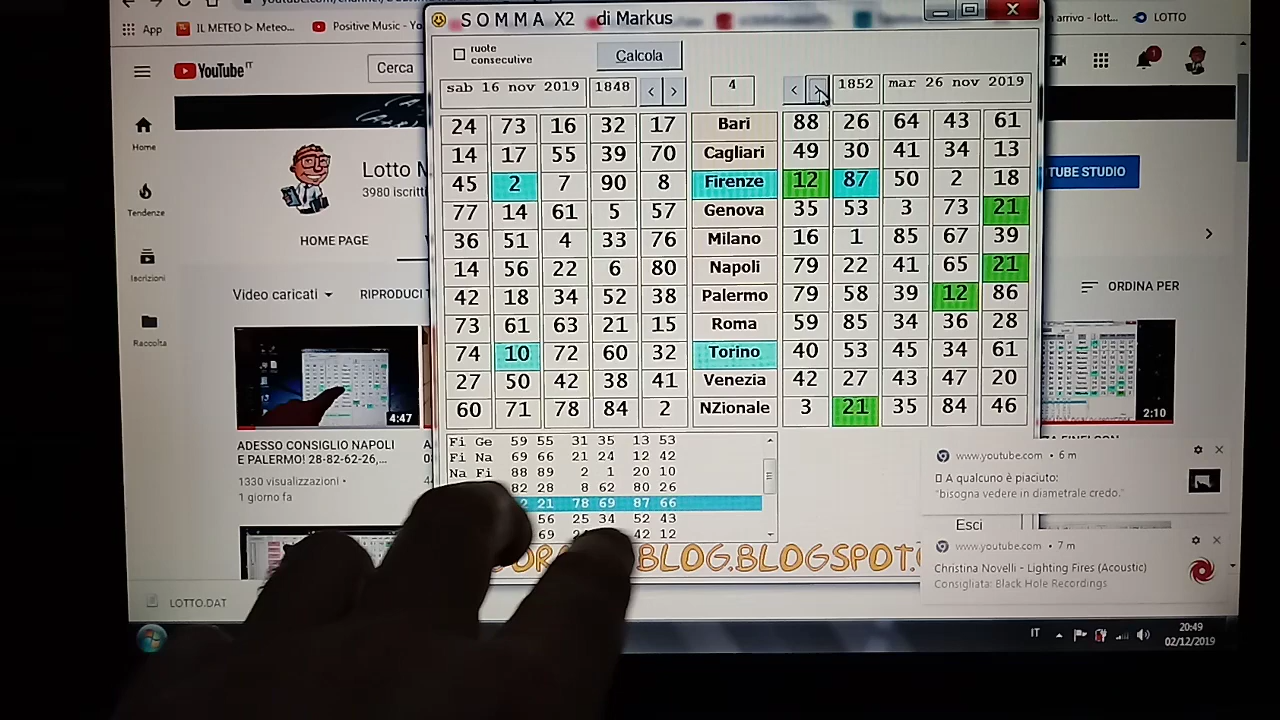 App IL METEO ▷ Meteo... Positive Music - Yo
n arrivo - lott... LOTTO
YouTube IT
Cerca
1
Home
Tendenze
Iscrizioni
Raccolta
Lotto
3980 iscritti
HOME PAGE
TUBE STUDIO
Video caricati
RIPRODUCI
ORDINA PER
4:47
2:10
ADESSO CONSIGLIO NAPOLI
E PALERMO! 28-82-62-26,...
1330 visualizzazioni •
1 giorno fa
LOTTO.DAT
SOMMA X2 di Markus
ruote
consecutive
Calcola
sab 16 nov 2019 1848 < > 4 < > 1852 mar 26 nov 2019
24 73 16 32 17 Bari 88 26 64 43 61
14 17 55 39 70 Cagliari 49 30 41 34 13
45 2 7 90 8 Firenze 12 87 50 2 18
77 14 61 5 57 Genova 35 53 3 73 21
36 51 4 33 76 Milano 16 1 85 67 39
14 56 22 6 80 Napoli 79 22 41 65 21
42 18 34 52 38 Palermo 79 58 39 12 86
73 61 63 21 15 Roma 59 85 34 36 28
74 10 72 60 32 Torino 40 53 45 34 61
27 50 42 38 41 Venezia 42 27 43 47 20
60 71 78 84 2 NZionale 3 21 35 84 46
Fi Ge 59 55 31 35 13 53
Fi Na 69 66 21 24 12 42
Na Fi 88 89 2 1 20 10
82 28 8 62 80 26
21 78 69 87 66
56 25 34 52 43
69 42 12
BLOG.BLOGSPOT.
Esci
www.youtube.com • 6 m
A qualcuno è piaciuto:
"bisogna vedere in diametrale credo."
www.youtube.com • 7 m
Christina Novelli - Lighting Fires (Acoustic)
Consigliata: Black Hole Recordings
IT
20:49
02/12/2019